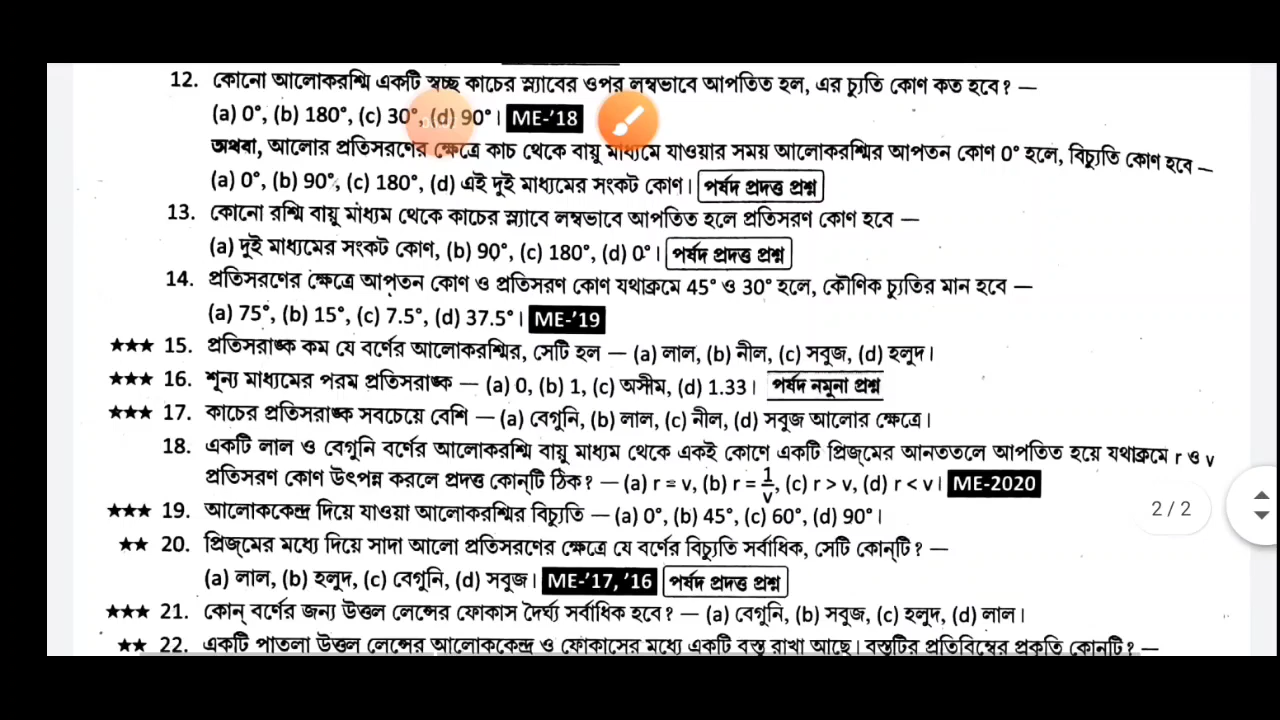 12. কোনো আলোকরশ্মি একটি স্বচ্ছ কাচের স্ল্যাবের ওপর লম্বভাবে আপতিত হল, এর চ্যুতি কোণ কত হবে? —
(a) 0°, (b) 180°, (c) 30°, (d) 90°। ME-'18
অথবা, আলোর প্রতিসরণের ক্ষেত্রে কাচ থেকে বায়ু মাধ্যমে যাওয়ার সময় আলোকরশ্মির আপতন কোণ 0° হলে, বিচ্যুতি কোণ হবে —
(a) 0°, (b) 90°, (c) 180°, (d) এই দুই মাধ্যমের সংকট কোণ। পর্ষদ প্রদত্ত প্রশ্ন
13. কোনো রশ্মি বায়ু মাধ্যম থেকে কাচের স্ল্যাবে লম্বভাবে আপতিত হলে প্রতিসরণ কোণ হবে —
(a) দুই মাধ্যমের সংকট কোণ, (b) 90°, (c) 180°, (d) 0°। পর্ষদ প্রদত্ত প্রশ্ন
14. প্রতিসরণের ক্ষেত্রে আপতন কোণ ও প্রতিসরণ কোণ যথাক্রমে 45° ও 30° হলে, কৌণিক চ্যুতির মান হবে —
(a) 75°, (b) 15°, (c) 7.5°, (d) 37.5°। ME-'19
★★★ 15. প্রতিসরাঙ্ক কম যে বর্ণের আলোকরশ্মির, সেটি হল — (a) লাল, (b) নীল, (c) সবুজ, (d) হলুদ।
★★★ 16. শূন্য মাধ্যমের পরম প্রতিসরাঙ্ক — (a) 0, (b) 1, (c) অসীম, (d) 1.33। পর্ষদ নমুনা প্রশ্ন
★★★ 17. কাচের প্রতিসরাঙ্ক সবচেয়ে বেশি — (a) বেগুনি, (b) লাল, (c) নীল, (d) সবুজ আলোর ক্ষেত্রে।
18. একটি লাল ও বেগুনি বর্ণের আলোকরশ্মি বায়ু মাধ্যম থেকে একই কোণে একটি প্রিজ্‌মের আনততলে আপতিত হয়ে যথাক্রমে r ও v
প্রতিসরণ কোণ উৎপন্ন করলে প্রদত্ত কোন্‌টি ঠিক? — (a) r = v, (b) r = 1/v, (c) r > v, (d) r < v। ME-2020
★★★ 19. আলোককেন্দ্র দিয়ে যাওয়া আলোকরশ্মির বিচ্যুতি — (a) 0°, (b) 45°, (c) 60°, (d) 90°।
2 / 2
★★ 20. প্রিজ্‌মের মধ্যে দিয়ে সাদা আলো প্রতিসরণের ক্ষেত্রে যে বর্ণের বিচ্যুতি সর্বাধিক, সেটি কোন্‌টি? —
(a) লাল, (b) হলুদ, (c) বেগুনি, (d) সবুজ। ME-'17, '16 পর্ষদ প্রদত্ত প্রশ্ন
★★★ 21. কোন্ বর্ণের জন্য উত্তল লেন্সের ফোকাস দৈর্ঘ্য সর্বাধিক হবে? — (a) বেগুনি, (b) সবুজ, (c) হলুদ, (d) লাল।
★★ 22. একটি পাতলা উত্তল লেন্সের আলোককেন্দ্র ও ফোকাসের মধ্যে একটি বস্তু রাখা আছে। বস্তুটির প্রতিবিম্বের প্রকৃতি কোনটি? —